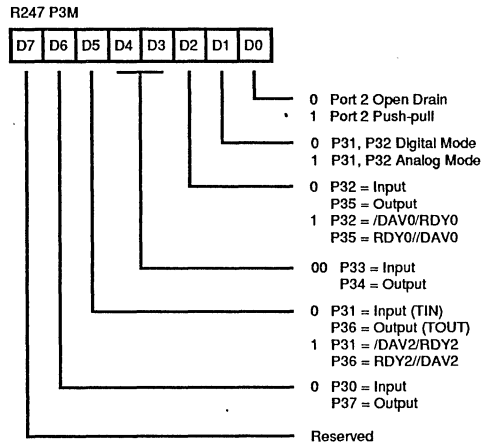 R247 P3M
D7 D6 D5 D4 D3 D2 D1 D0
0 Port 2 Open Drain
1 Port 2 Push-pull
0 P31, P32 Digital Mode
1 P31, P32 Analog Mode
0 P32 = Input
P35 = Output
1 P32 = /DAV0/RDY0
P35 = RDY0//DAV0
00 P33 = Input
P34 = Output
0 P31 = Input (TIN)
P36 = Output (TOUT)
1 P31 = /DAV2/RDY2
P36 = RDY2//DAV2
0 P30 = Input
P37 = Output
Reserved